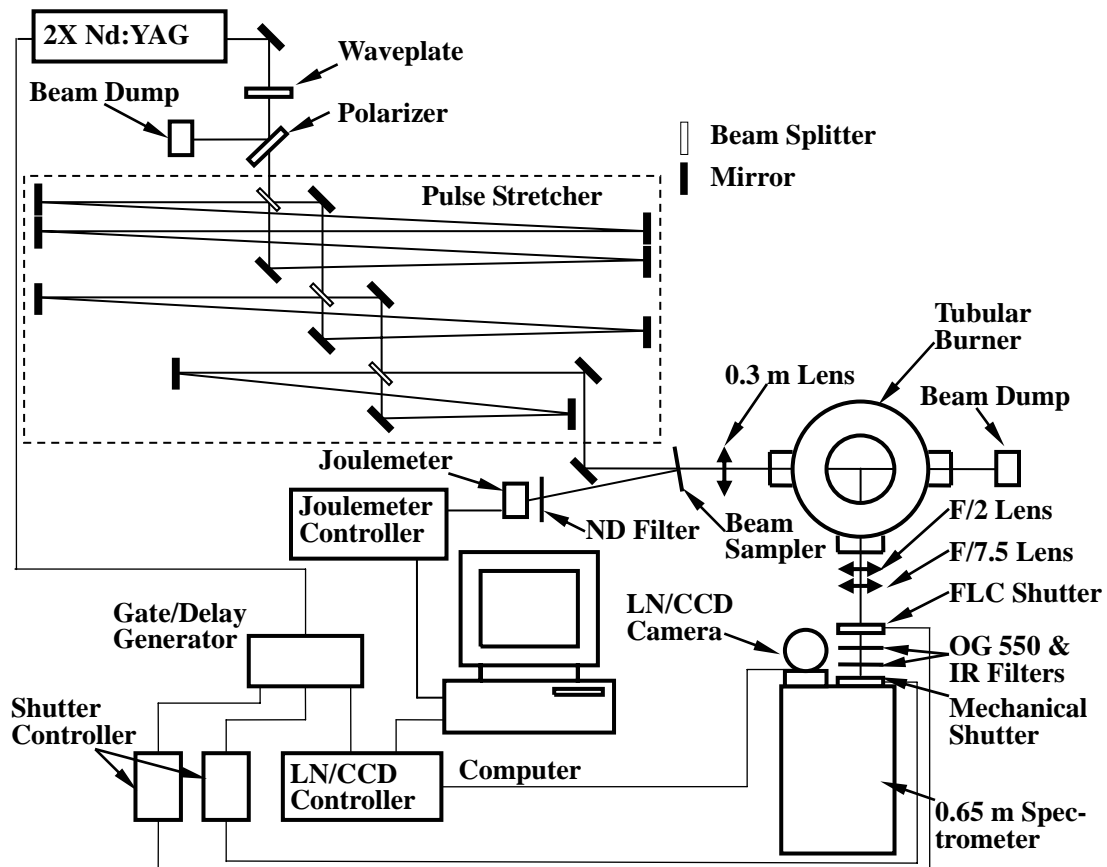 2X Nd:YAG
Waveplate
Beam Dump
Polarizer
Beam Splitter
Mirror
Pulse Stretcher
Tubular
Burner
0.3 m Lens
Beam Dump
Joulemeter
Joulemeter
Controller
ND Filter
Beam
Sampler
F/2 Lens
F/7.5 Lens
FLC Shutter
LN/CCD
Camera
Gate/Delay
Generator
OG 550 &
IR Filters
Mechanical
Shutter
Shutter
Controller
LN/CCD
Controller
Computer
0.65 m Spec-
trometer